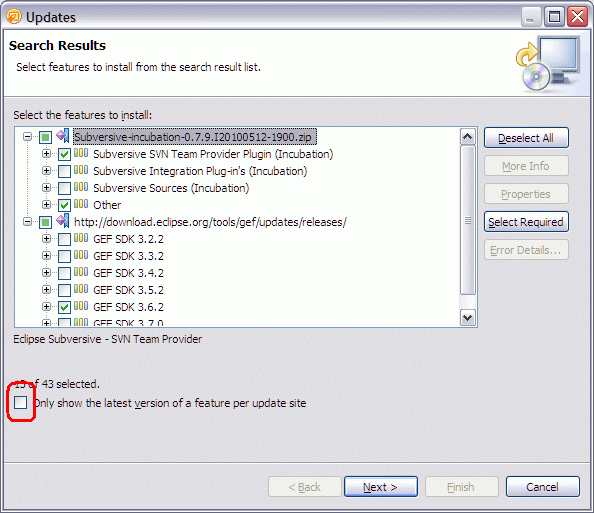 Updates
Search Results
Select features to install from the search result list.
Select the features to install:
Subversive-incubation-0.7.9.I20100512-1900.zip
Subversive SVN Team Provider Plugin (Incubation)
Subversive Integration Plug-in's (Incubation)
Subversive Sources (Incubation)
Other
http://download.eclipse.org/tools/gef/updates/releases/
GEF SDK 3.2.2
GEF SDK 3.3.2
GEF SDK 3.4.2
GEF SDK 3.5.2
GEF SDK 3.6.2
GEF SDK 3.7.0
Deselect All
More Info
Properties
Select Required
Error Details...
Eclipse Subversive - SVN Team Provider
15 of 43 selected.
Only show the latest version of a feature per update site
< Back
Next >
Finish
Cancel